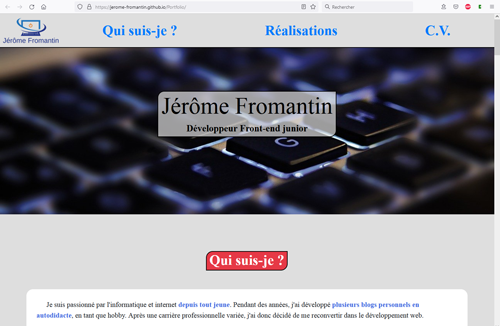 https://jerome-fromantin.github.io/Portfolio/
Rechercher
Jérôme Fromantin
Qui suis-je ?
Réalisations
C.V.
Jérôme Fromantin
Développeur Front-end junior
H
G
Qui suis-je ?
Je suis passionné par l'informatique et internet depuis tout jeune. Pendant des années, j'ai développé plusieurs blogs personnels en
autodidacte, en tant que hobby. Après une carrière professionnelle variée, j'ai donc décidé de me reconvertir dans le développement web.